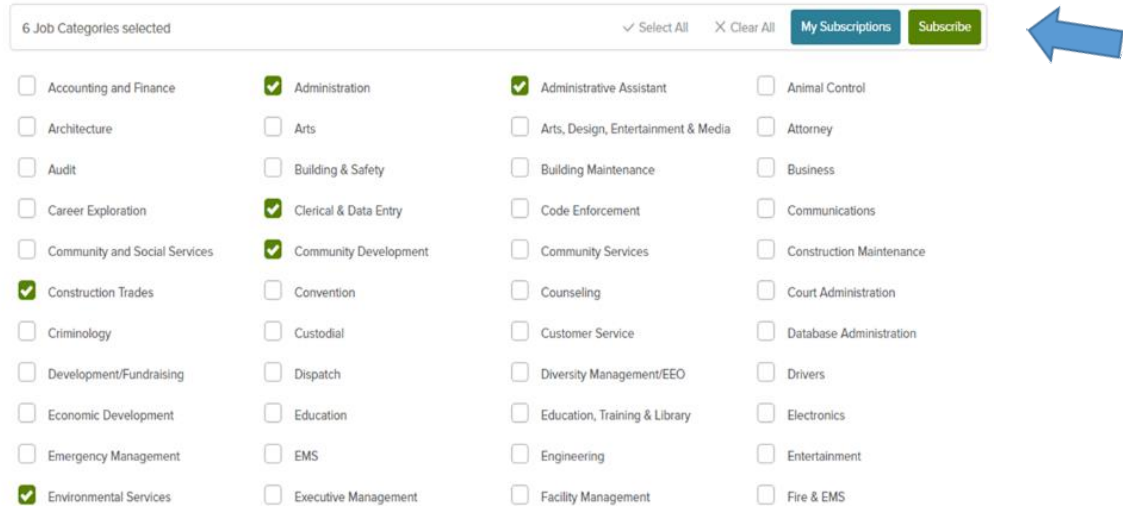 6 Job Categories selected Select All Clear All My Subscriptions Subscribe
Accounting and Finance Administration Administrative Assistant Animal Control
Architecture Arts Arts, Design, Entertainment & Media Attorney
Audit Building & Safety Building Maintenance Business
Career Exploration Clerical & Data Entry Code Enforcement Communications
Community and Social Services Community Development Community Services Construction Maintenance
Construction Trades Convention Counseling Court Administration
Criminology Custodial Customer Service Database Administration
Development/Fundraising Dispatch Diversity Management/EEO Drivers
Economic Development Education Education, Training & Library Electronics
Emergency Management EMS Engineering Entertainment
Environmental Services Executive Management Facility Management Fire & EMS